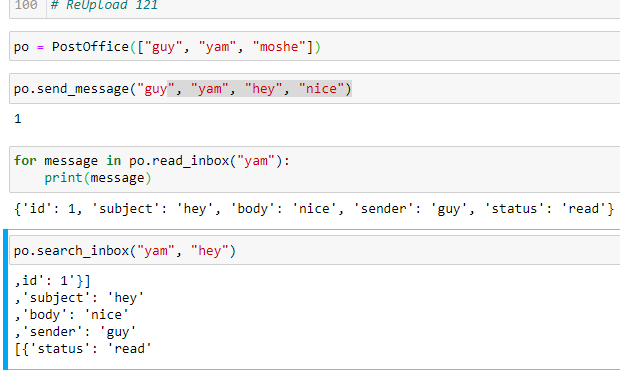 100 # ReUpload 121
po = PostOffice(["guy", "yam", "moshe"])
po.send_message("guy", "yam", "hey", "nice")
1
for message in po.read_inbox("yam"):
    print(message)
{'id': 1, 'subject': 'hey', 'body': 'nice', 'sender': 'guy', 'status': 'read'}
po.search_inbox("yam", "hey")
,id': 1'}]
,'subject': 'hey'
,'body': 'nice'
,'sender': 'guy'
[{'status': 'read'